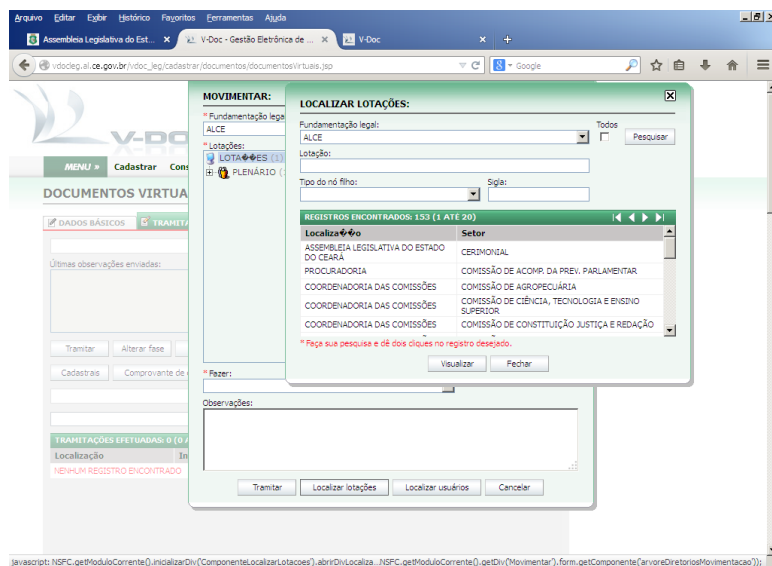 Arquivo Editar Exibir Histórico Favoritos Ferramentas Ajuda
Assembleia Legislativa do Est... × V-Doc - Gestão Eletrônica de ... × V-Doc × +
vdocleg.al.ce.gov.br/vdoc_leg/cadastrar/documentos/documentosVirtuais.jsp Google
V-DO
MENU » Cadastrar Cons
DOCUMENTOS VIRTUA
DADOS BÁSICOS TRAMITA
Últimas observações enviadas:
Tramitar Alterar fase
Cadastrais Comprovante de
TRAMITAÇÕES EFETUADAS: 0 (0 A
Localização In
NENHUM REGISTRO ENCONTRADO
MOVIMENTAR:
* Fundamentação lega
ALCE
* Lotações:
LOTA��ES (1)
PLENÁRIO (
* Fazer:
Observações:
Tramitar Localizar lotações Localizar usuários Cancelar
LOCALIZAR LOTAÇÕES:
Fundamentação legal: Todos
ALCE Pesquisar
Lotação:
Tipo do nó filho: Sigla:
REGISTROS ENCONTRADOS: 153 (1 ATÉ 20)
Localiza��o Setor
ASSEMBLEIA LEGISLATIVA DO ESTADO DO CEARÁ CERIMONIAL
PROCURADORIA COMISSÃO DE ACOMP. DA PREV. PARLAMENTAR
COORDENADORIA DAS COMISSÕES COMISSÃO DE AGROPECUÁRIA
COORDENADORIA DAS COMISSÕES COMISSÃO DE CIÊNCIA, TECNOLOGIA E ENSINO SUPERIOR
COORDENADORIA DAS COMISSÕES COMISSÃO DE CONSTITUIÇÃO JUSTIÇA E REDAÇÃO
* Faça sua pesquisa e dê dois cliques no registro desejado.
Visualizar Fechar
javascript: NSFC.getModuloCorrente().inicializarDiv('ComponenteLocalizarLotacoes').abrirDivLocaliza...NSFC.getModuloCorrente().getDiv('Movimentar').form.getComponente('arvoreDiretoriosMovimentacao'));